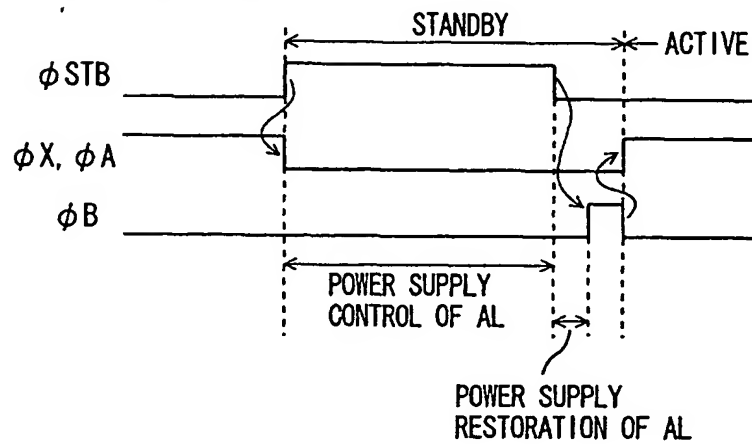 STANDBY
ACTIVE
φSTB
φX, φA
φB
POWER SUPPLY
CONTROL OF AL
POWER SUPPLY
RESTORATION OF AL